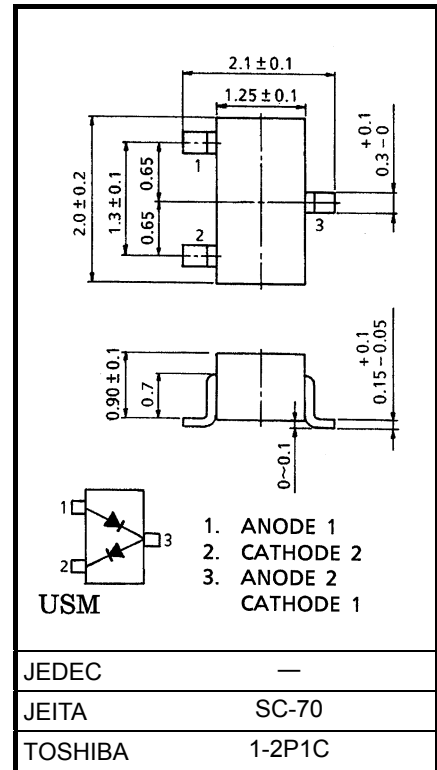 2.1±0.1
1.25±0.1
+0.1
0.3−0
2.0±0.2
1.3±0.1
0.65
0.65
1
2
3
0.90±0.1
0.7
+0.1
0.15−0.05
0~0.1
1
2
3
1. ANODE 1
2. CATHODE 2
3. ANODE 2
CATHODE 1
USM
JEDEC —
JEITA SC-70
TOSHIBA 1-2P1C